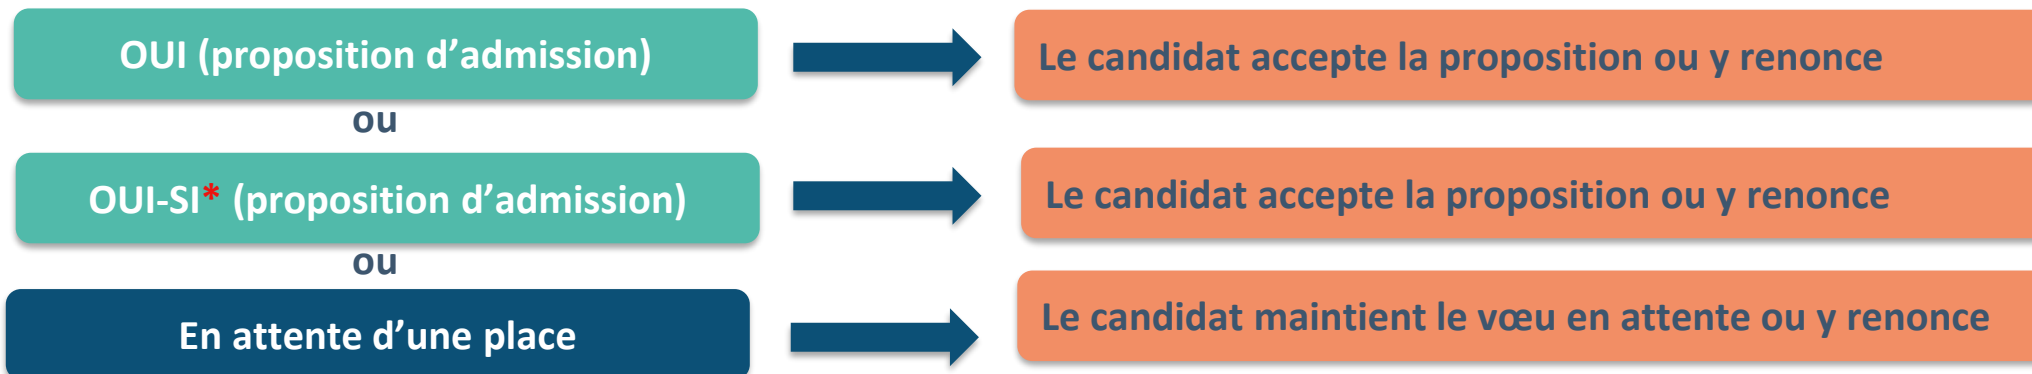 OUI (proposition d’admission)
Le candidat accepte la proposition ou y renonce
ou
OUI-SI* (proposition d’admission)
Le candidat accepte la proposition ou y renonce
ou
En attente d’une place
Le candidat maintient le vœu en attente ou y renonce